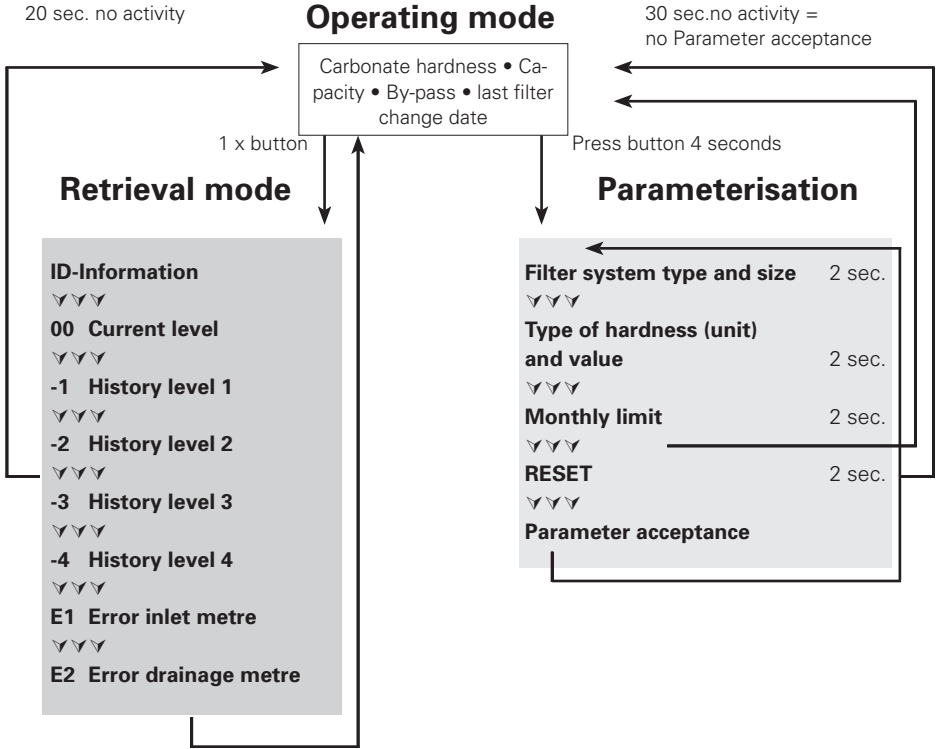 20 sec. no activity
Operating mode
30 sec.no activity =
no Parameter acceptance
Carbonate hardness • Ca-
pacity • By-pass • last filter
change date
1 x button
Press button 4 seconds
Retrieval mode
ID-Information
00 Current level
-1 History level 1
-2 History level 2
-3 History level 3
-4 History level 4
E1 Error inlet metre
E2 Error drainage metre
Parameterisation
Filter system type and size 2 sec.
Type of hardness (unit)
and value 2 sec.
Monthly limit 2 sec.
RESET 2 sec.
Parameter acceptance